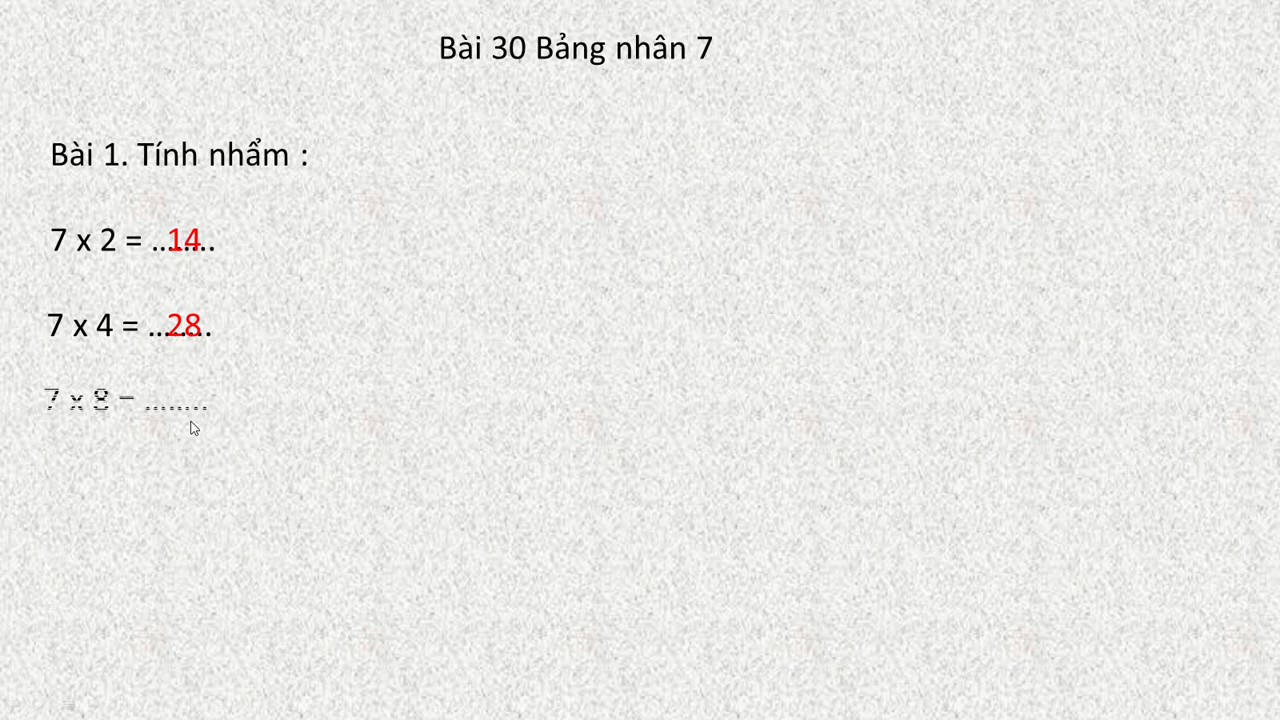 Bài 30 Bảng nhân 7
Bài 1. Tính nhẩm :
7 x 2 = ...14...
7 x 4 = ...28...
7 x 8 = ........